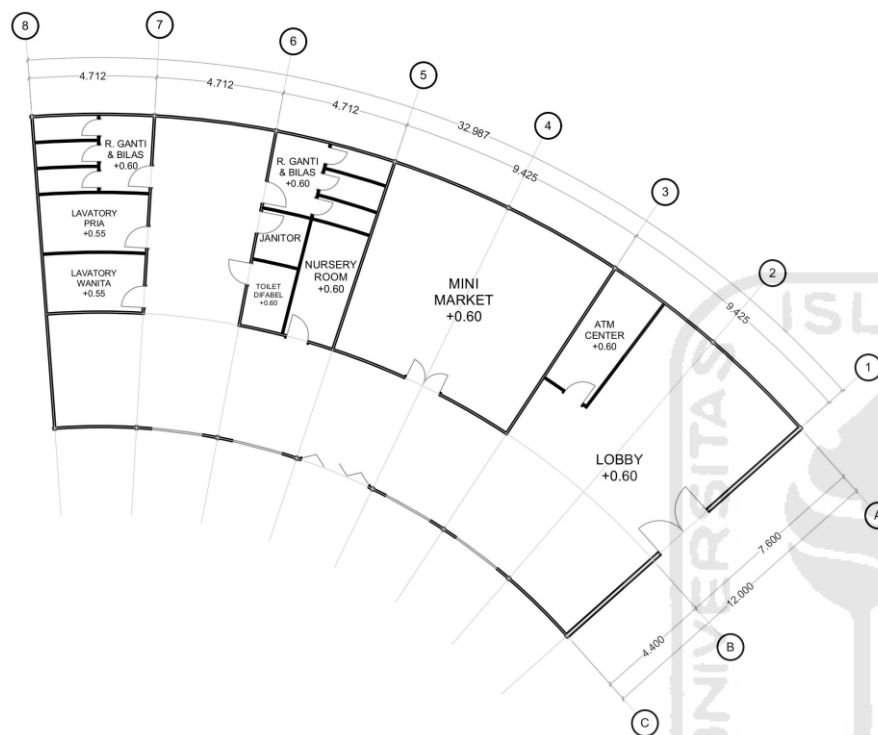 8
7
6
5
4
3
2
1
4.712
4.712
4.712
32.987
9.425
9.425
R. GANTI
& BILAS
+0.60
LAVATORY
PRIA
+0.55
LAVATORY
WANITA
+0.55
R. GANTI
& BILAS
+0.60
JANITOR
TOILET
DIFABEL
+0.60
NURSERY
ROOM
+0.60
MINI
MARKET
+0.60
ATM
CENTER
+0.60
LOBBY
+0.60
7.600
12.000
4.400
A
B
C
ISL
UNIVERSITAS